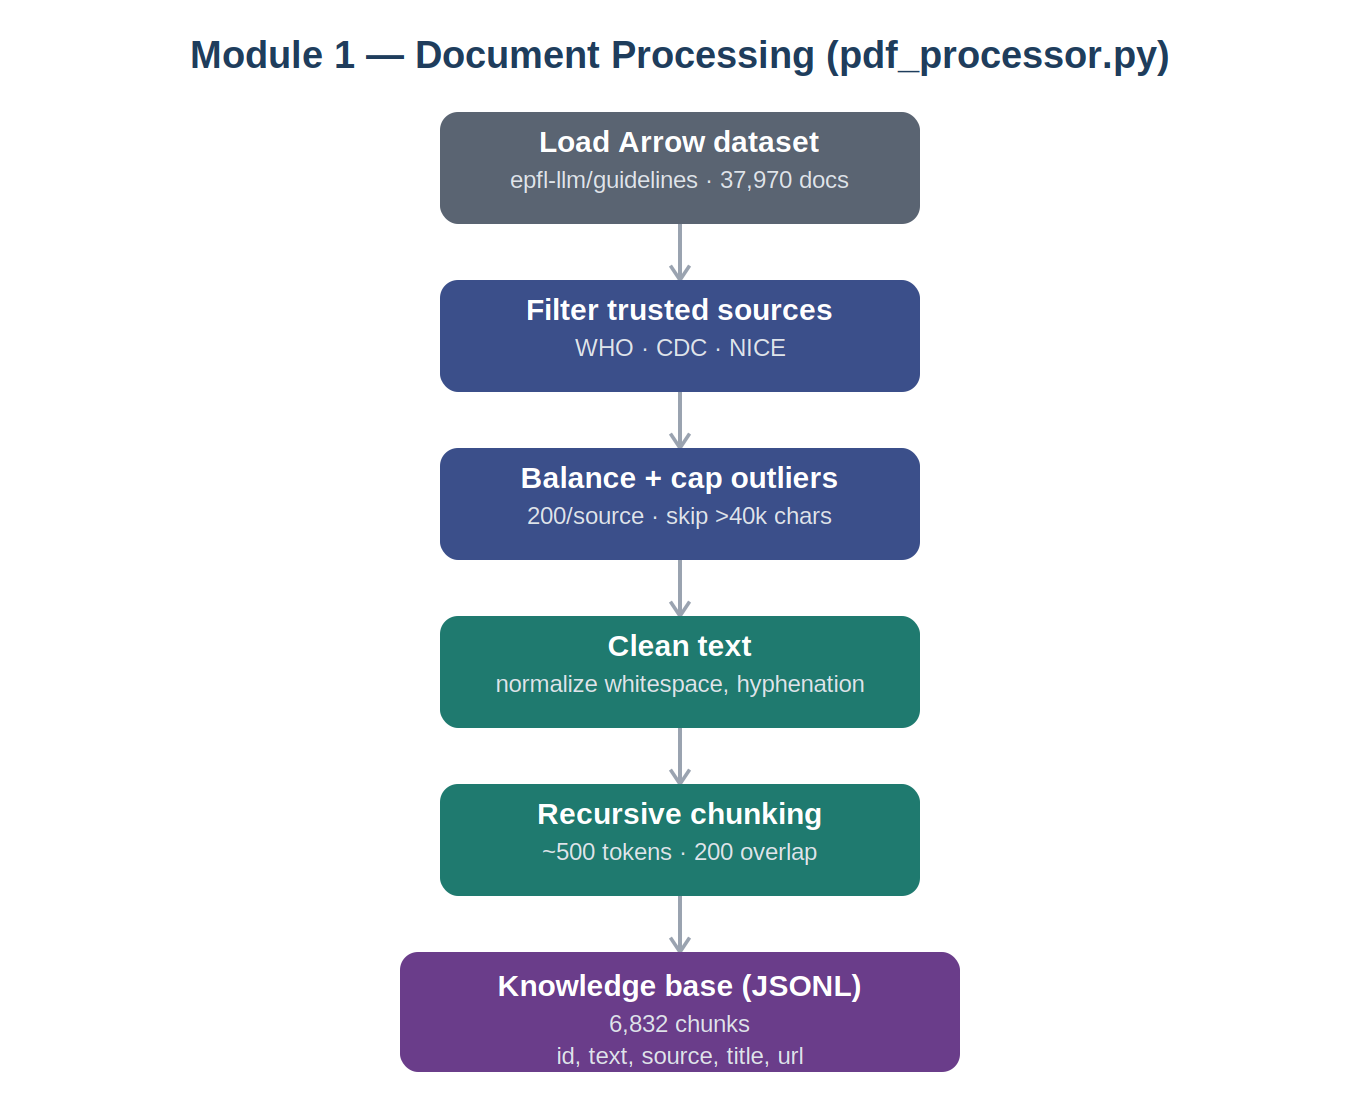 Module 1 — Document Processing (pdf_processor.py)
Load Arrow dataset
epfl-llm/guidelines · 37,970 docs
Filter trusted sources
WHO · CDC · NICE
Balance + cap outliers
200/source · skip >40k chars
Clean text
normalize whitespace, hyphenation
Recursive chunking
~500 tokens · 200 overlap
Knowledge base (JSONL)
6,832 chunks
id, text, source, title, url